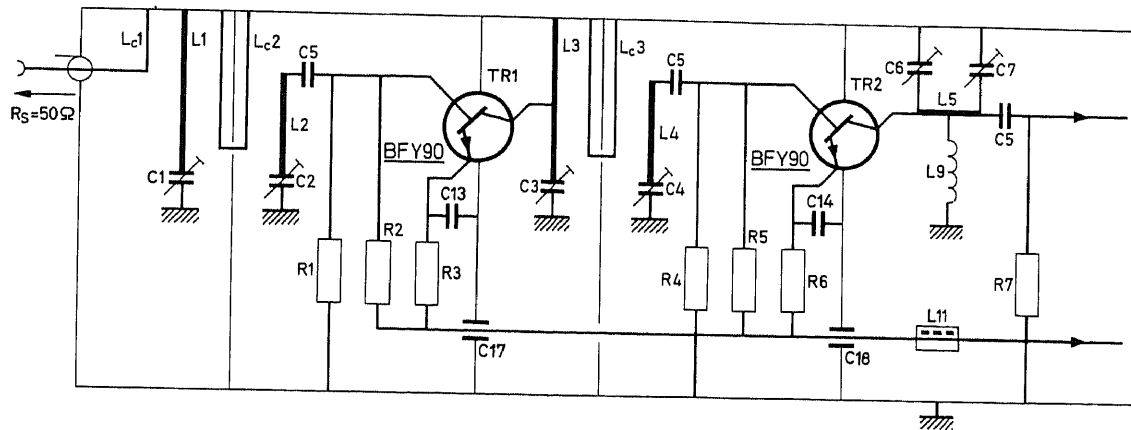 Lc1
L1
Lc2
C5
TR1
L3
Lc3
C5
TR2
C6
C7
L5
C5
RS=50Ω
L2
BFY90
L4
BFY90
L9
C1
C2
C13
C3
C4
C14
R1
R2
R3
R4
R5
R6
R7
C17
C18
L11